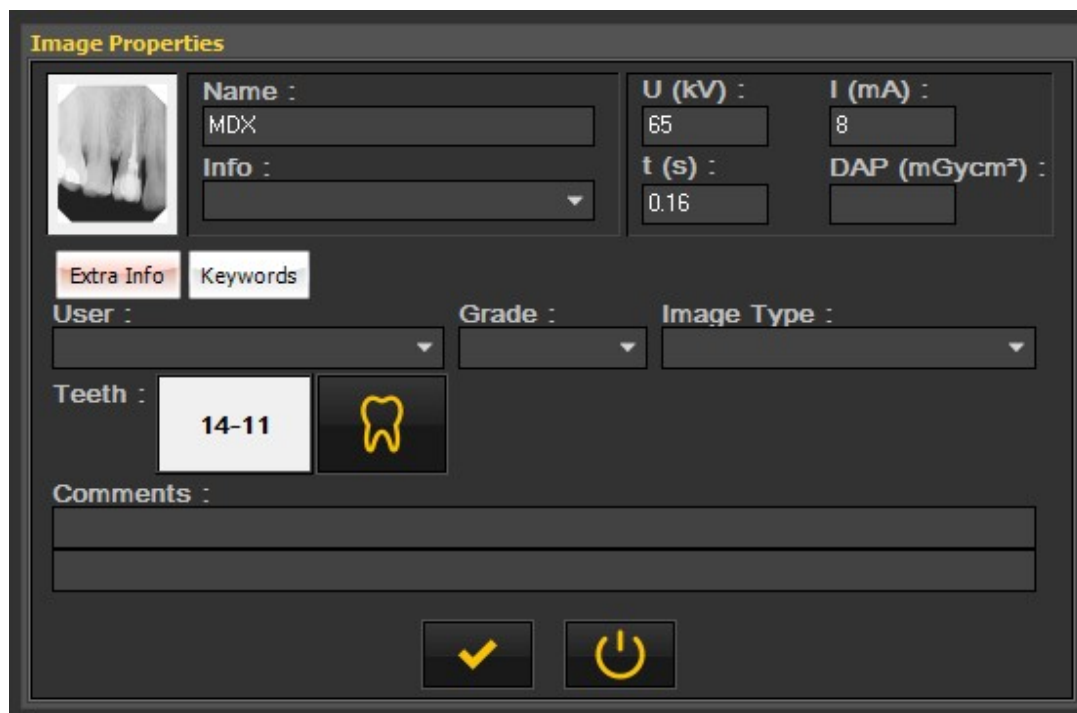 Image Properties
Name :
MDX
Info :
U (kV) :
65
I (mA) :
8
t (s) :
0.16
DAP (mGycm²) :
Extra Info
Keywords
User :
Grade :
Image Type :
Teeth :
14-11
Comments :